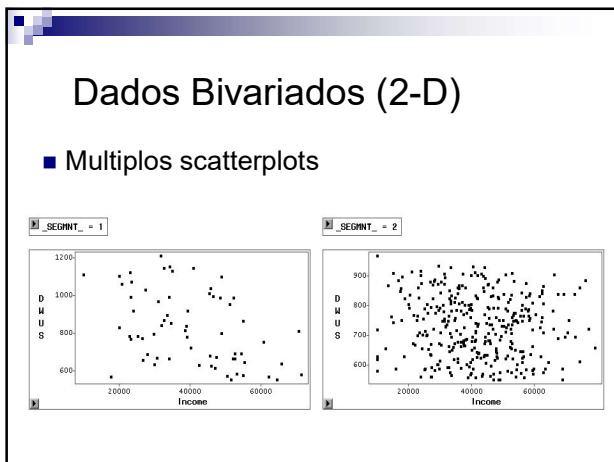 Dados Bivariados (2-D)
Multiplos scatterplots
_SEGMNT_ = 1
1200
1000
800
600
D
W
U
S
20000 40000 60000
Income
_SEGMNT_ = 2
900
800
700
600
D
W
U
S
20000 40000 60000
Income